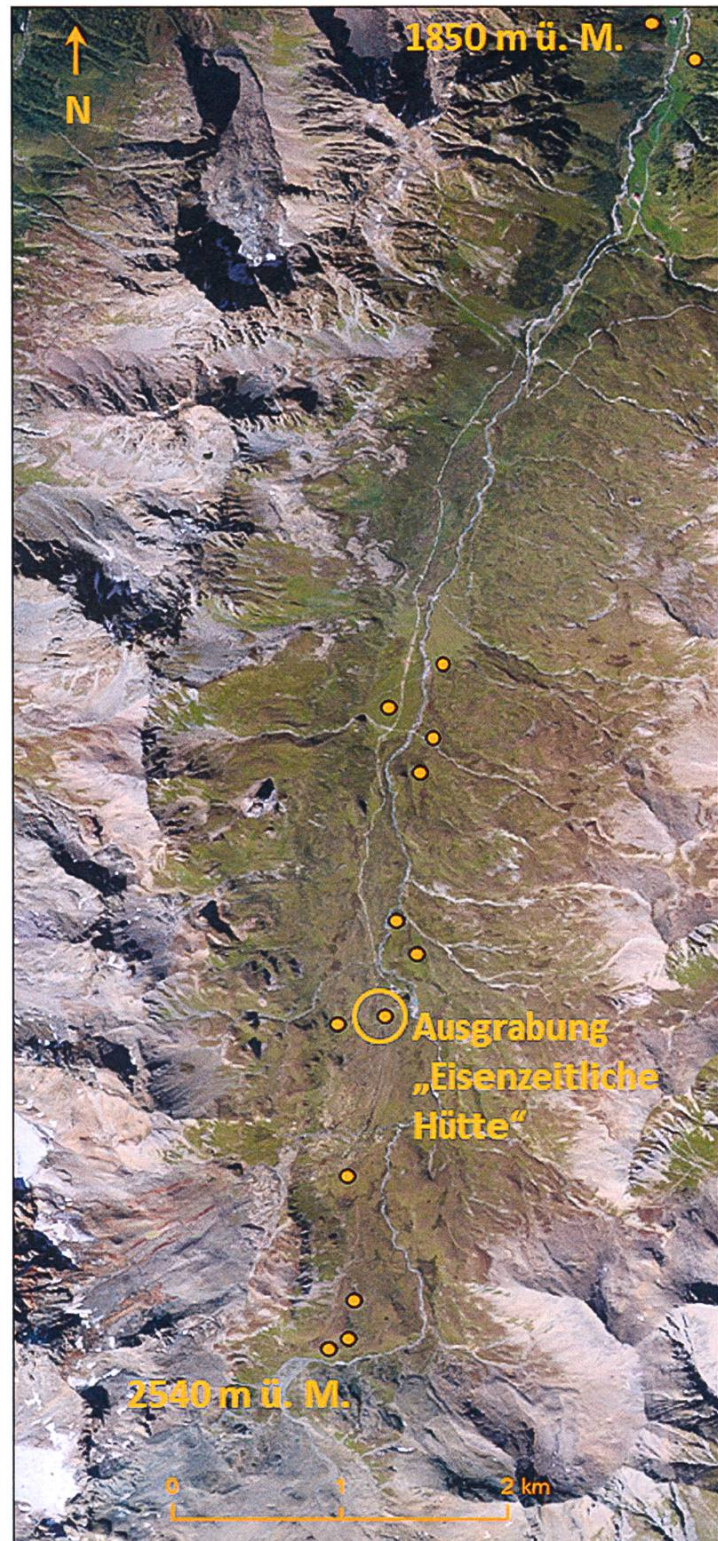 1850 m ü. M.
N
Ausgrabung
„Eisenzeitliche
Hütte“
2540 m ü. M.
0 1 2 km